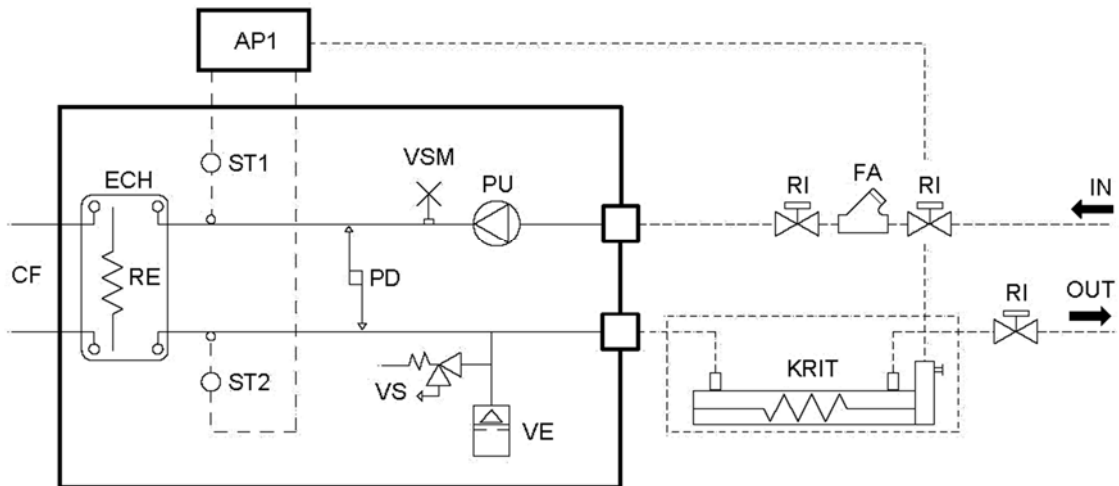 AP1
ST1
VSM
PU
RI
FA
RI
IN
ECH
CF
RE
PD
RI
OUT
ST2
VS
VE
KRIT